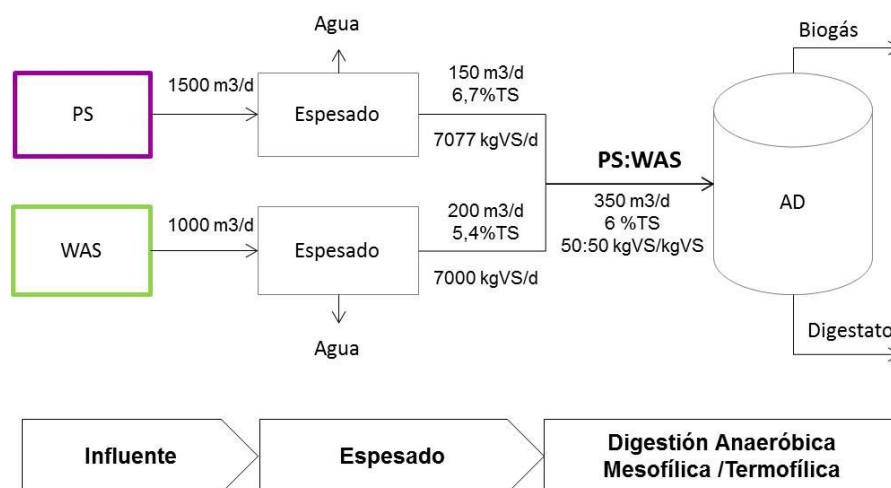 Agua
Biogás
1500 m3/d
150 m3/d
6,7%TS
PS
Espesado
7077 kgVS/d
PS:WAS
350 m3/d
6 %TS
50:50 kgVS/kgVS
AD
1000 m3/d
200 m3/d
5,4%TS
WAS
Espesado
7000 kgVS/d
Agua
Digestato
Influente
Espesado
Digestión Anaeróbica
Mesofílica /Termofílica